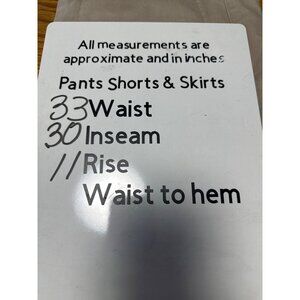 All measurements are
approximate and in inches
Pants Shorts & Skirts
33 Waist
30 Inseam
11 Rise
Waist to hem